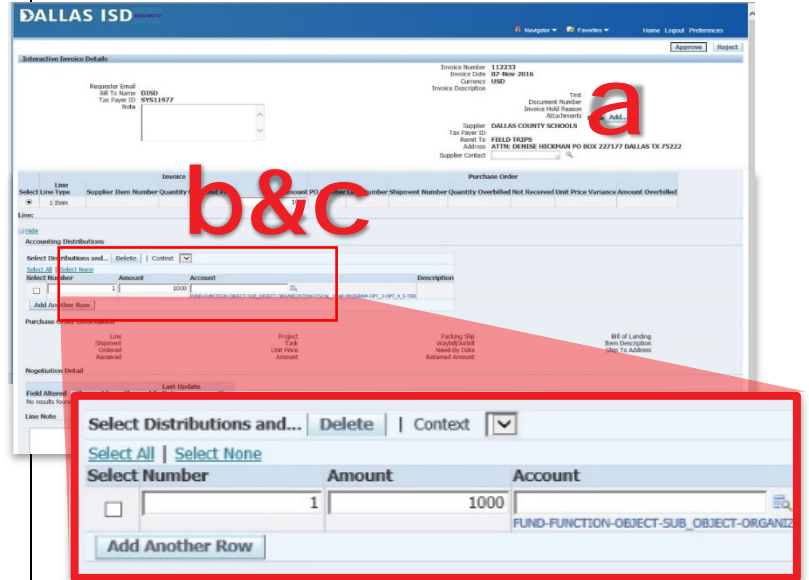 DALLAS ISD
Navigator Favorites Home Logout Preferences
Approve Reject
Interactive Invoice Details
Invoice Number 112233
Invoice Date 07-Nov-2016
Currency USD
Invoice Description
Requester Email
Bill To Name DISD
Tax Payer ID SYS11977
Note
Test
Document Number
Invoice Hold Reason
Attachments Add...
a
Supplier DALLAS COUNTY SCHOOLS
Tax Payer ID
Remit To FIELD TRIPS
Address ATTN: DENISE HICKMAN PO BOX 227177 DALLAS TX 75222
Supplier Contact
b&c
Invoice Purchase Order
Select Line Line Type Supplier Item Number Quantity Amount PO Number Shipment Number Quantity Overbilled Not Received Unit Price Variance Amount Overbilled
1 Item
Line:
Hide
Accounting Distributions
Select Distributions and... Delete | Context
Select All | Select None
Select Number Amount Account Description
1 1000
Add Another Row
Purchase Order Information
Line Project Packing Slip Bill of Landing
Shipment Task Waybill/Airbill Item Description
Ordered Unit Price Need-By Date Ship To Address
Received Amount Retained Amount
Negotiation Detail
Last Update
Field Altered
No results found
Line Note
Select Distributions and... Delete | Context
Select All | Select None
Select Number Amount Account
1 1000
FUND-FUNCTION-OBJECT-SUB_OBJECT-ORGANIZ
Add Another Row